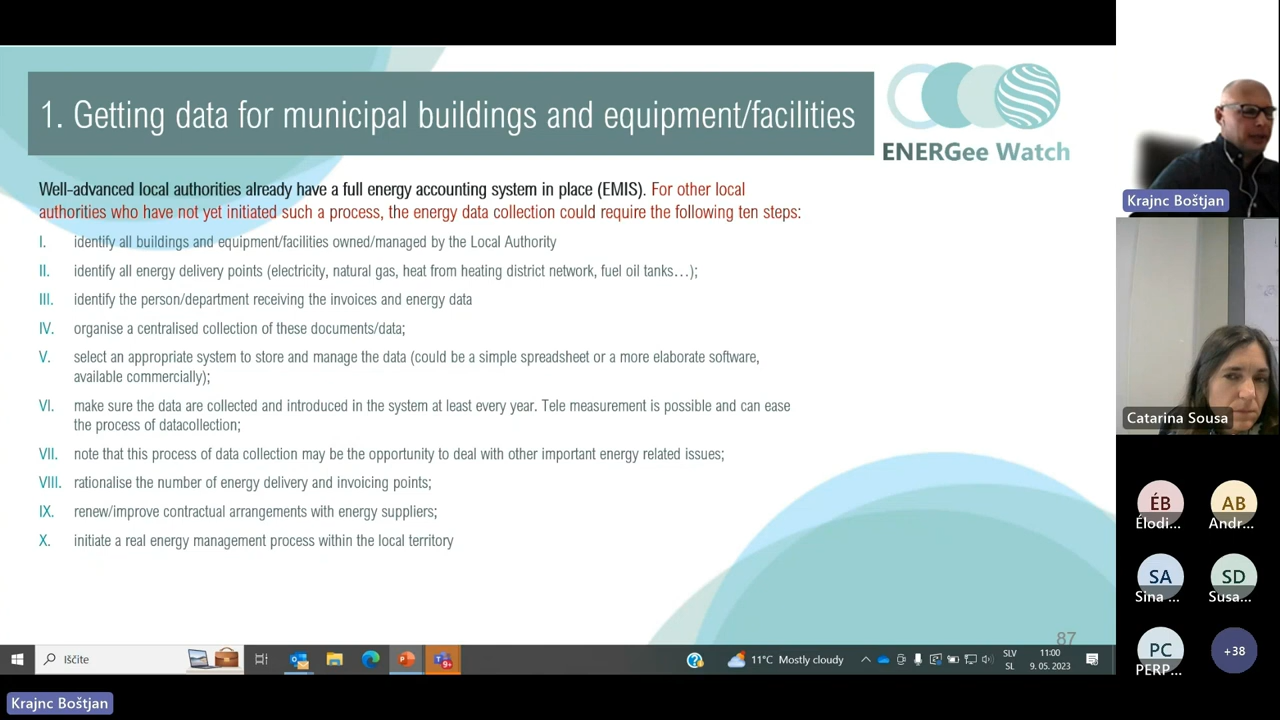 1. Getting data for municipal buildings and equipment/facilities
ENERGee Watch
Well-advanced local authorities already have a full energy accounting system in place (EMIS). For other local
authorities who have not yet initiated such a process, the energy data collection could require the following ten steps:
I. identify all buildings and equipment/facilities owned/managed by the Local Authority
II. identify all energy delivery points (electricity, natural gas, heat from heating district network, fuel oil tanks…);
III. identify the person/department receiving the invoices and energy data
IV. organise a centralised collection of these documents/data;
V. select an appropriate system to store and manage the data (could be a simple spreadsheet or a more elaborate software,
available commercially);
VI. make sure the data are collected and introduced in the system at least every year. Tele measurement is possible and can ease
the process of datacollection;
VII. note that this process of data collection may be the opportunity to deal with other important energy related issues;
VIII. rationalise the number of energy delivery and invoicing points;
IX. renew/improve contractual arrangements with energy suppliers;
X. initiate a real energy management process within the local territory
87
Krajnc Boštjan
Catarina Sousa
ÉB AB
Élodi... Andr...
SA SD
Sina ... Susa...
PC +38
PERP...
Iščite
9+
11°C Mostly cloudy
SLV
SL
11:00
9. 05. 2023
Krajnc Boštjan